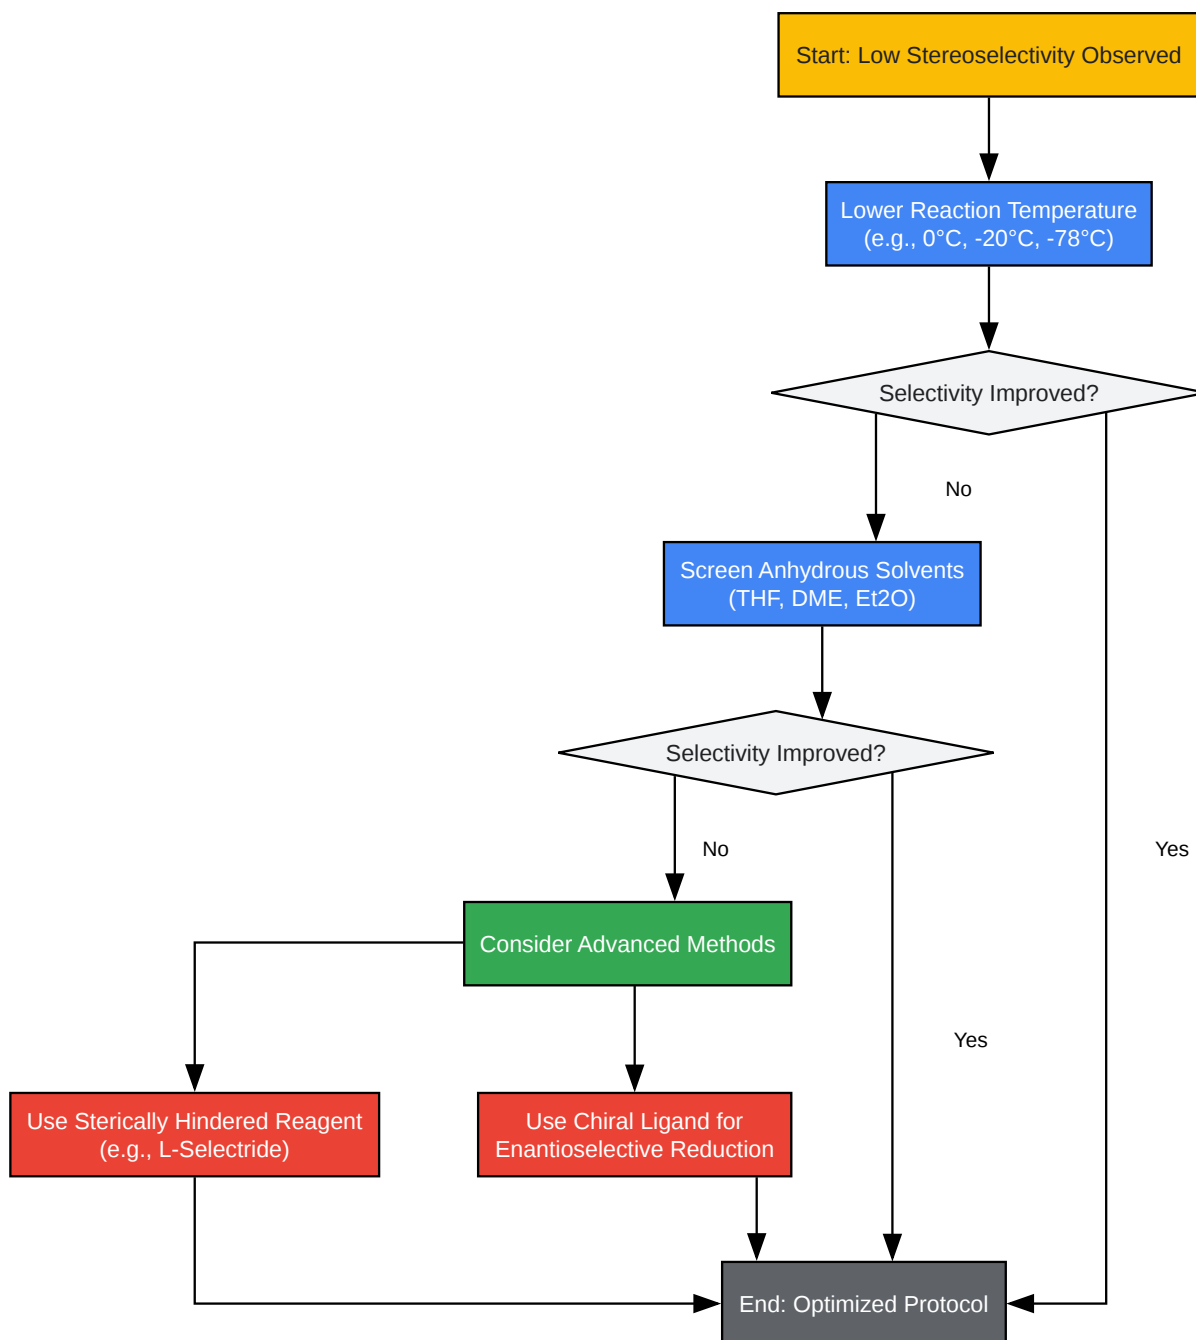 Start: Low Stereoselectivity Observed
Lower Reaction Temperature
(e.g., 0°C, -20°C, -78°C)
Selectivity Improved?
No
Screen Anhydrous Solvents
(THF, DME, Et2O)
Selectivity Improved?
No
Yes
Consider Advanced Methods
Yes
Use Sterically Hindered Reagent
(e.g., L-Selectride)
Use Chiral Ligand for
Enantioselective Reduction
End: Optimized Protocol